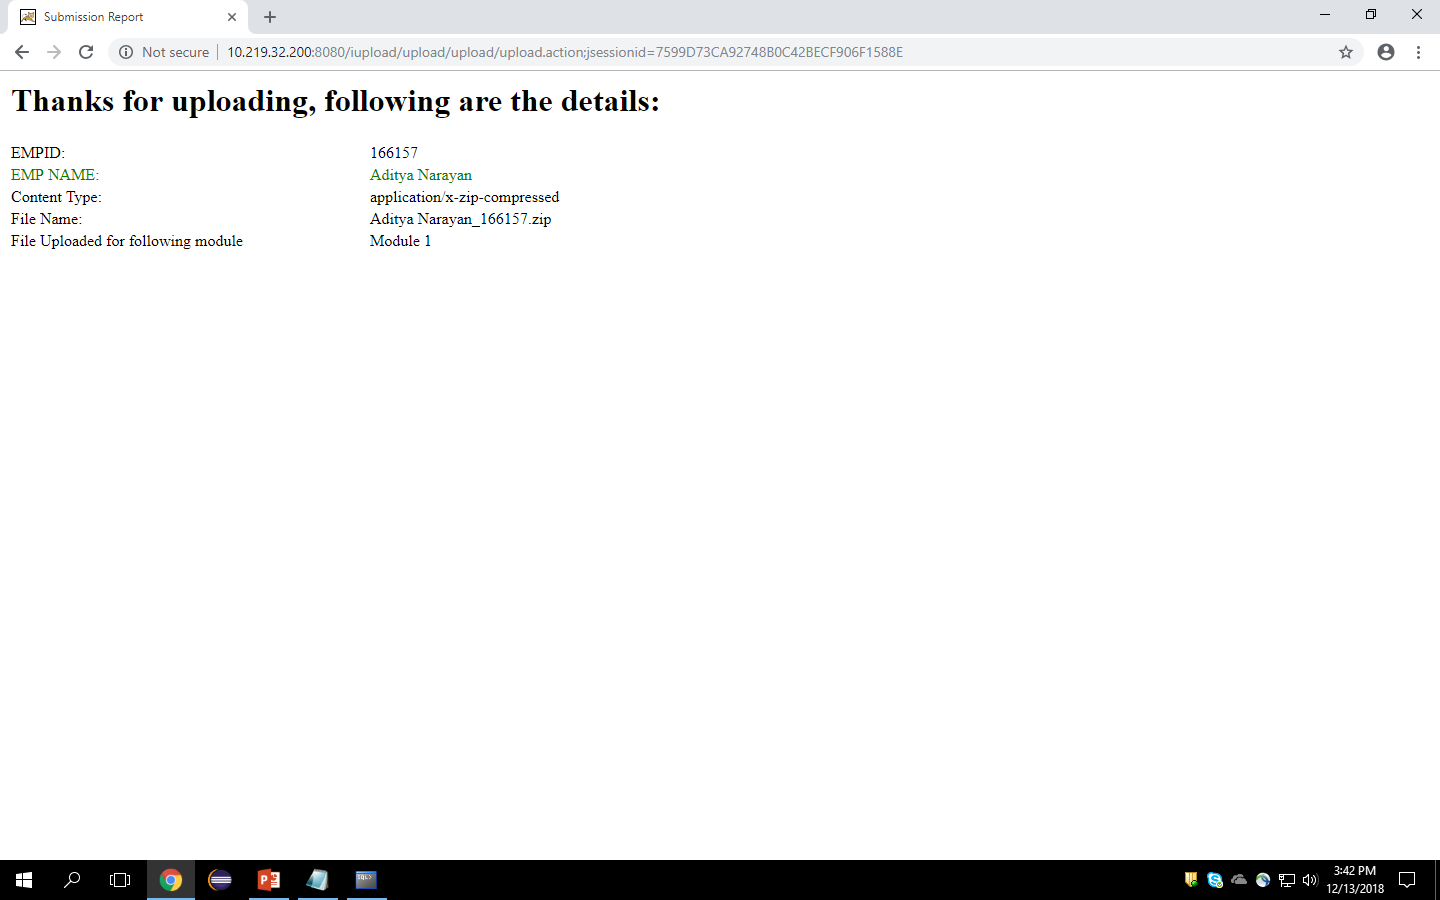 Submission Report
Not secure
10.219.32.200:8080/iupload/upload/upload/upload.action;jsessionid=7599D73CA92748B0C42BECF906F1588E
Thanks for uploading, following are the details:
EMPID: 166157
EMP NAME: Aditya Narayan
Content Type: application/x-zip-compressed
File Name: Aditya Narayan_166157.zip
File Uploaded for following module Module 1
3:42 PM
12/13/2018